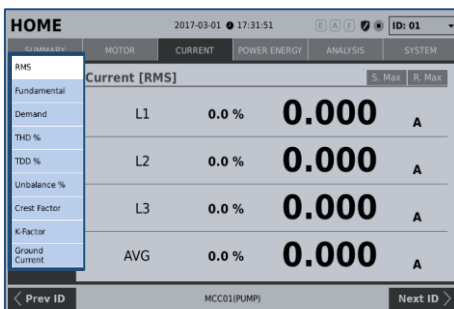 HOME 2017-03-01 17:31:51 E A F ID: 01
SUMMARY MOTOR CURRENT POWER ENERGY ANALYSIS SYSTEM
RMS
Fundamental
Demand
THD %
TDD %
Unbalance %
Crest Factor
K-Factor
Ground
Current
Current [RMS] S. Max R. Max
L1 0.0 % 0.000 A
L2 0.0 % 0.000 A
L3 0.0 % 0.000 A
AVG 0.0 % 0.000 A
< Prev ID MCC01(PUMP) Next ID >